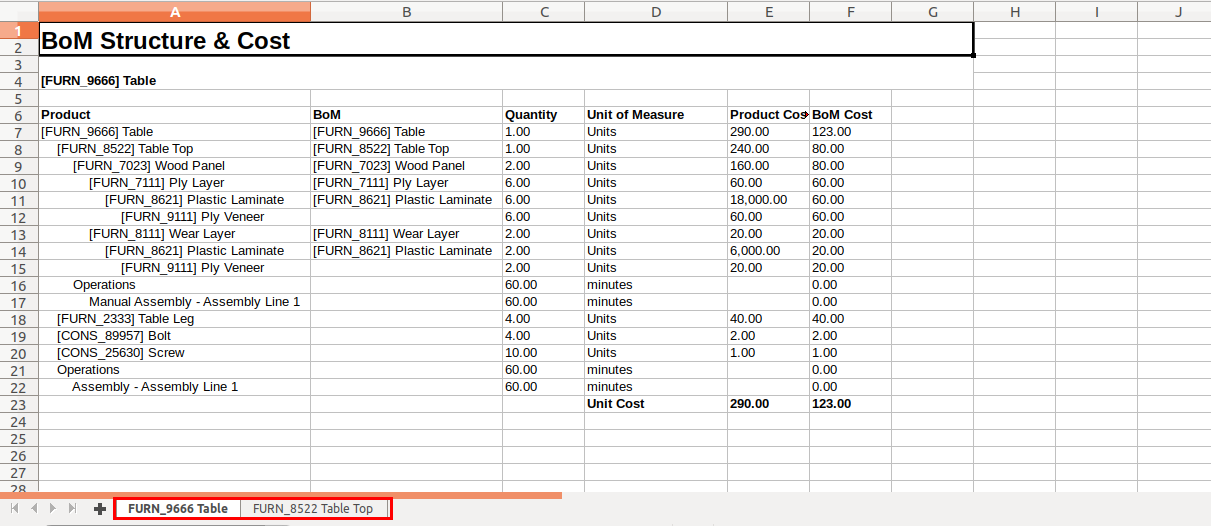 A B C D E F G H I J
1
2 BoM Structure & Cost
3
4 [FURN_9666] Table
5
6 Product BoM Quantity Unit of Measure Product Cos BoM Cost
7 [FURN_9666] Table [FURN_9666] Table 1.00 Units 290.00 123.00
8 [FURN_8522] Table Top [FURN_8522] Table Top 1.00 Units 240.00 80.00
9 [FURN_7023] Wood Panel [FURN_7023] Wood Panel 2.00 Units 160.00 80.00
10 [FURN_7111] Ply Layer [FURN_7111] Ply Layer 6.00 Units 60.00 60.00
11 [FURN_8621] Plastic Laminate [FURN_8621] Plastic Laminate 6.00 Units 18,000.00 60.00
12 [FURN_9111] Ply Veneer 6.00 Units 60.00 60.00
13 [FURN_8111] Wear Layer [FURN_8111] Wear Layer 2.00 Units 20.00 20.00
14 [FURN_8621] Plastic Laminate [FURN_8621] Plastic Laminate 2.00 Units 6,000.00 20.00
15 [FURN_9111] Ply Veneer 2.00 Units 20.00 20.00
16 Operations 60.00 minutes 0.00
17 Manual Assembly - Assembly Line 1 60.00 minutes 0.00
18 [FURN_2333] Table Leg 4.00 Units 40.00 40.00
19 [CONS_89957] Bolt 4.00 Units 2.00 2.00
20 [CONS_25630] Screw 10.00 Units 1.00 1.00
21 Operations 60.00 minutes 0.00
22 Assembly - Assembly Line 1 60.00 minutes 0.00
23 Unit Cost 290.00 123.00
24
25
26
27
28
FURN_9666 Table FURN_8522 Table Top